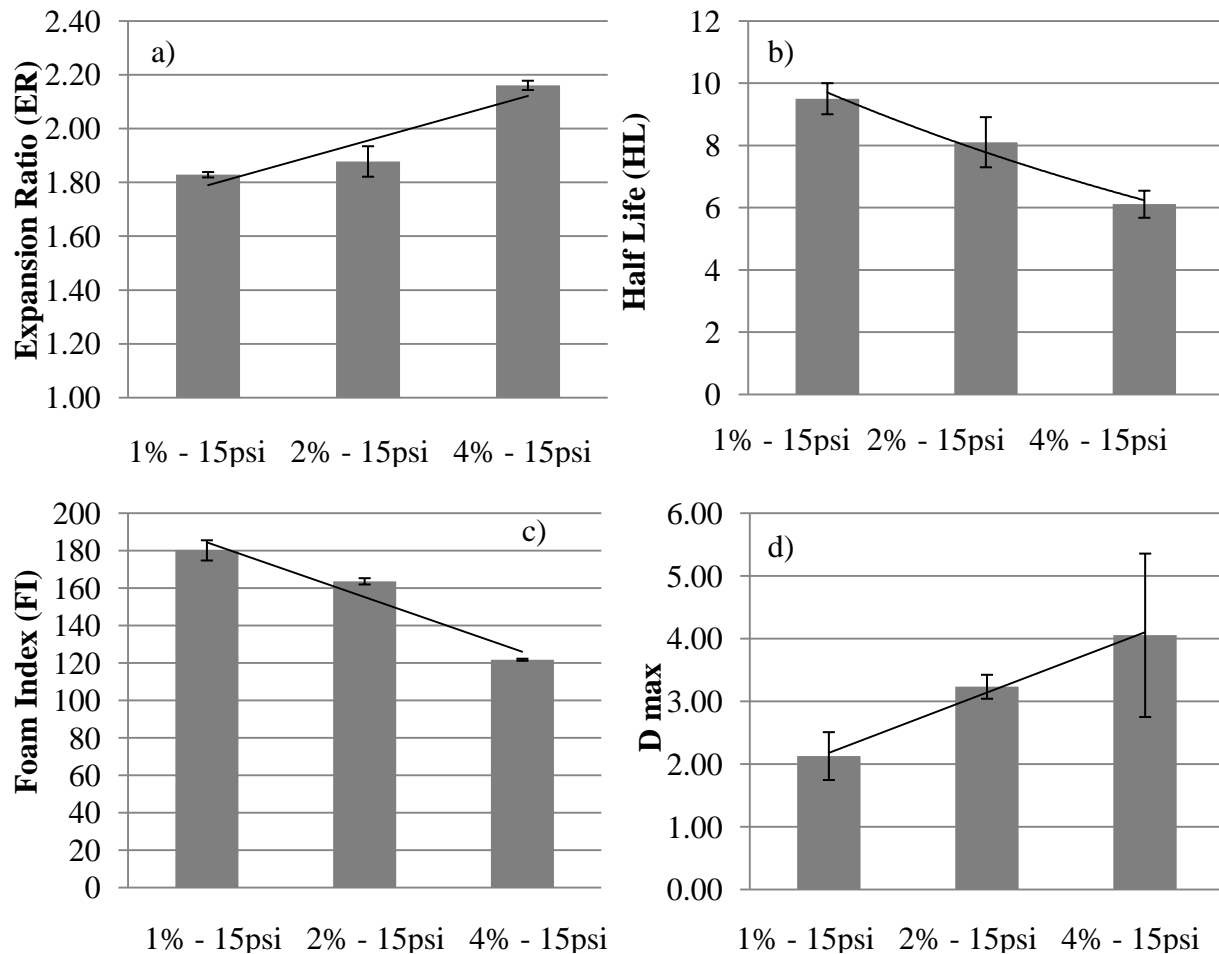 a)
Expansion Ratio (ER)
2.40
2.20
2.00
1.80
1.60
1.40
1.20
1.00
1% - 15psi 2% - 15psi 4% - 15psi
b)
Half Life (HL)
12
10
8
6
4
2
0
1% - 15psi 2% - 15psi 4% - 15psi
c)
Foam Index (FI)
200
180
160
140
120
100
80
60
40
20
0
1% - 15psi 2% - 15psi 4% - 15psi
d)
D max
6.00
5.00
4.00
3.00
2.00
1.00
0.00
1% - 15psi 2% - 15psi 4% - 15psi